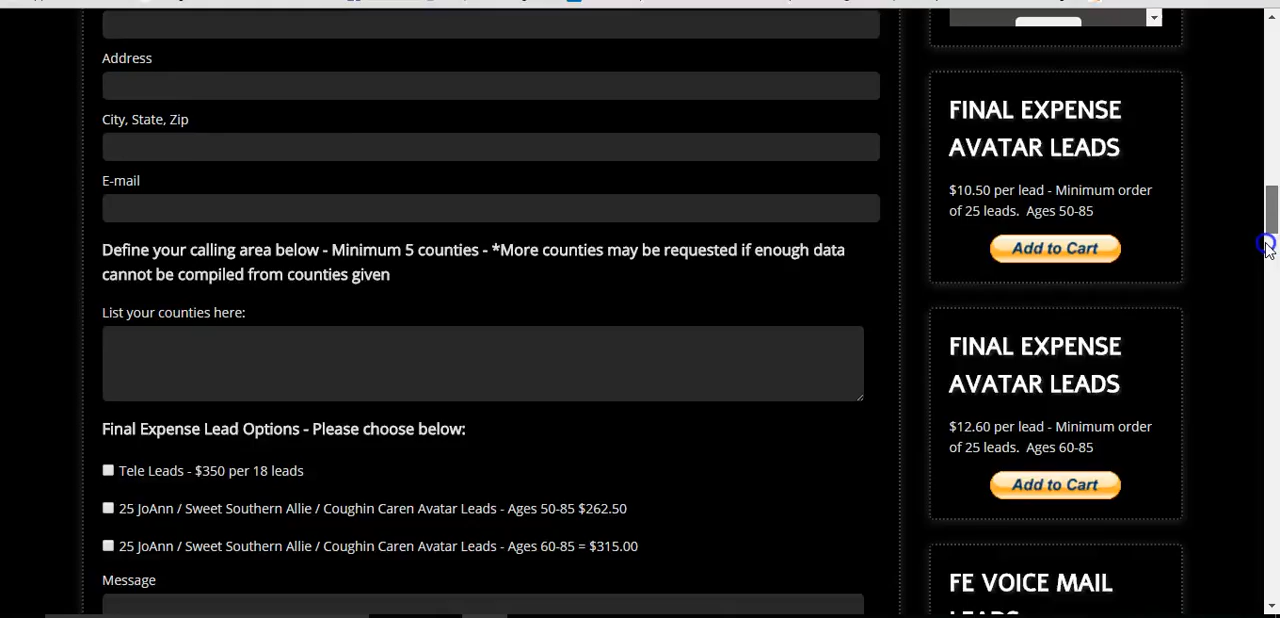 Address
City, State, Zip
E-mail
Define your calling area below - Minimum 5 counties - *More counties may be requested if enough data
cannot be compiled from counties given
List your counties here:
Final Expense Lead Options - Please choose below:
Tele Leads - $350 per 18 leads
25 JoAnn / Sweet Southern Allie / Coughin Caren Avatar Leads - Ages 50-85 $262.50
25 JoAnn / Sweet Southern Allie / Coughin Caren Avatar Leads - Ages 60-85 = $315.00
Message
FINAL EXPENSE
AVATAR LEADS
$10.50 per lead - Minimum order
of 25 leads. Ages 50-85
Add to Cart
FINAL EXPENSE
AVATAR LEADS
$12.60 per lead - Minimum order
of 25 leads. Ages 60-85
Add to Cart
FE VOICE MAIL
LEADS